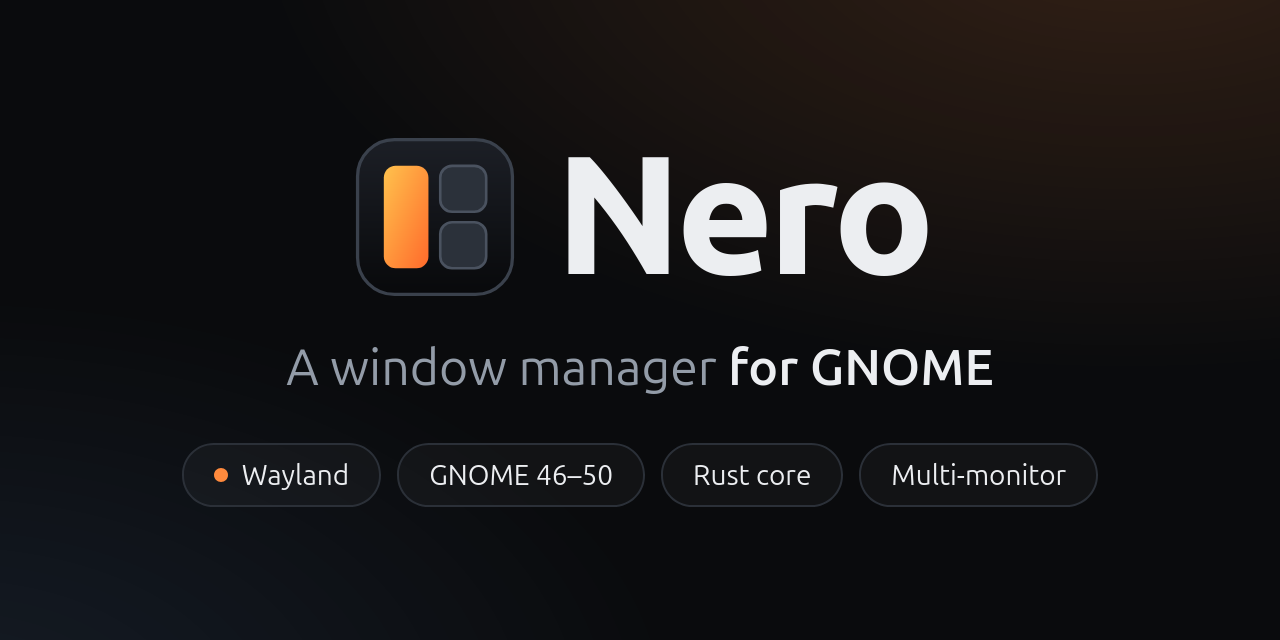 Nero
A window manager for GNOME
Wayland
GNOME 46–50
Rust core
Multi-monitor